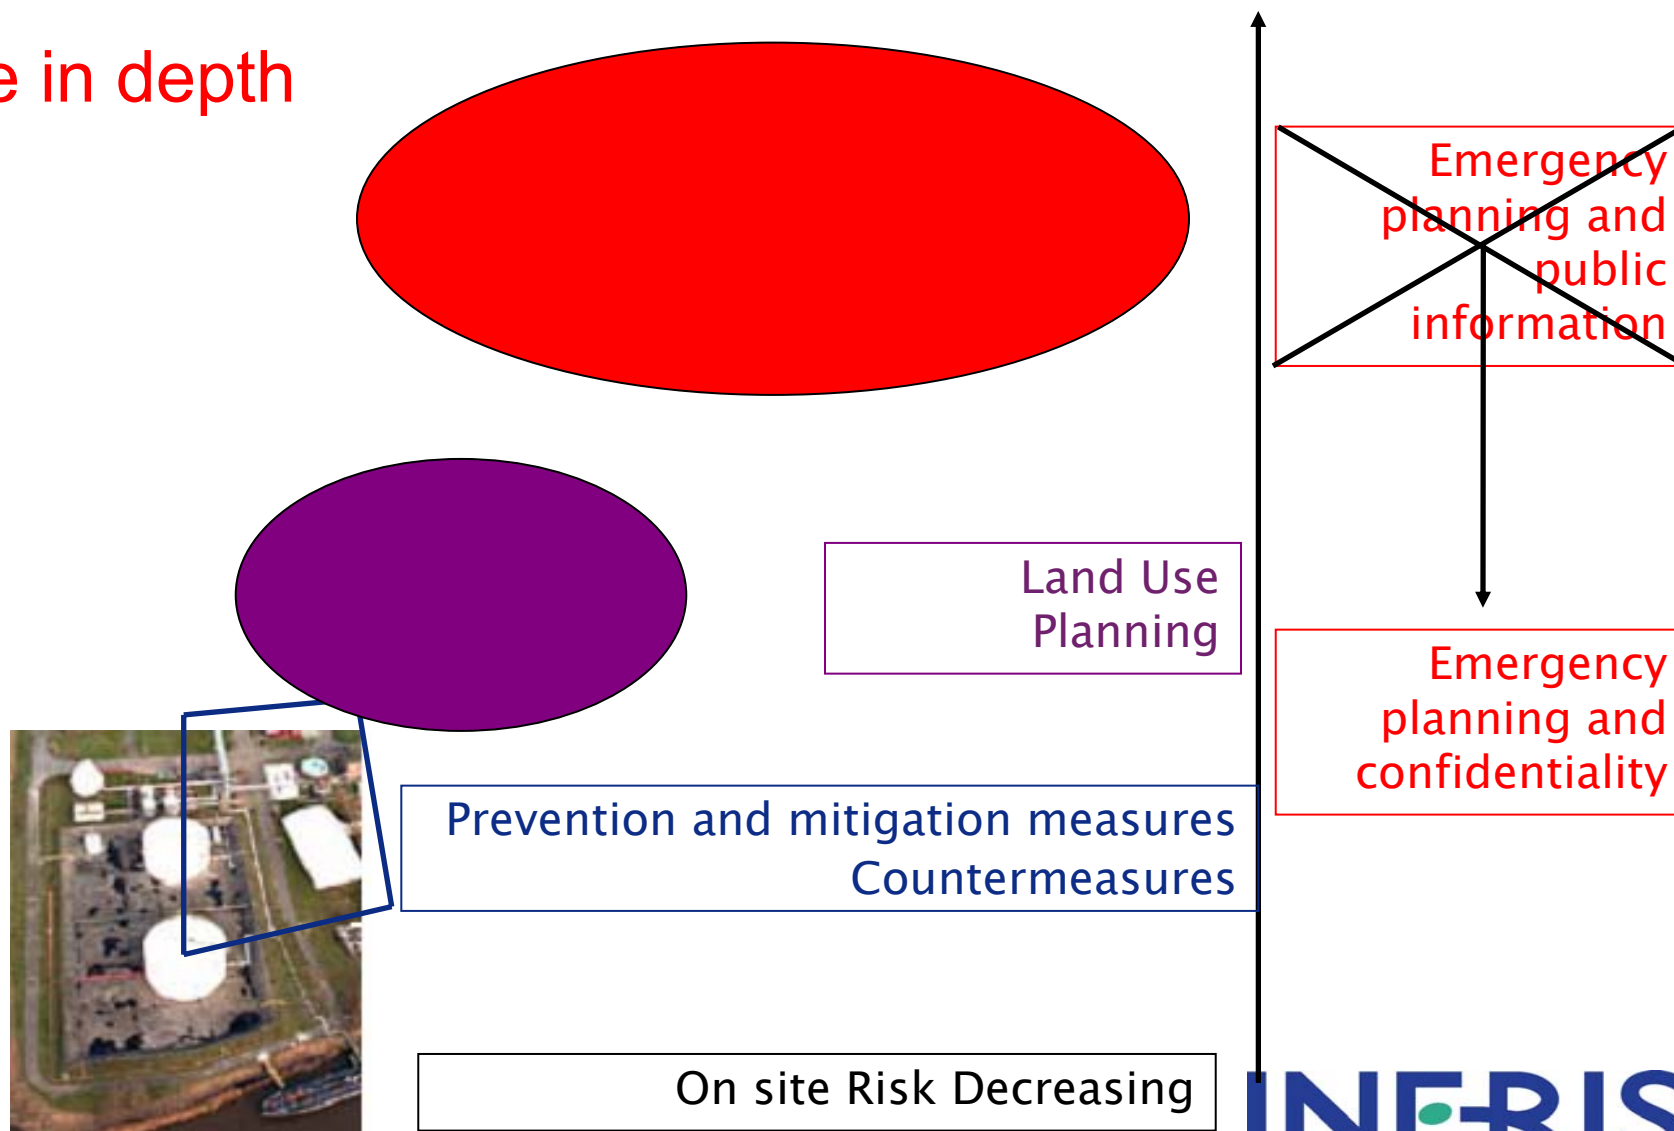 e in depth
Emergency
planning and
public
information
Land Use
Planning
Emergency
planning and
confidentiality
Prevention and mitigation measures
Countermeasures
On site Risk Decreasing
INERIS